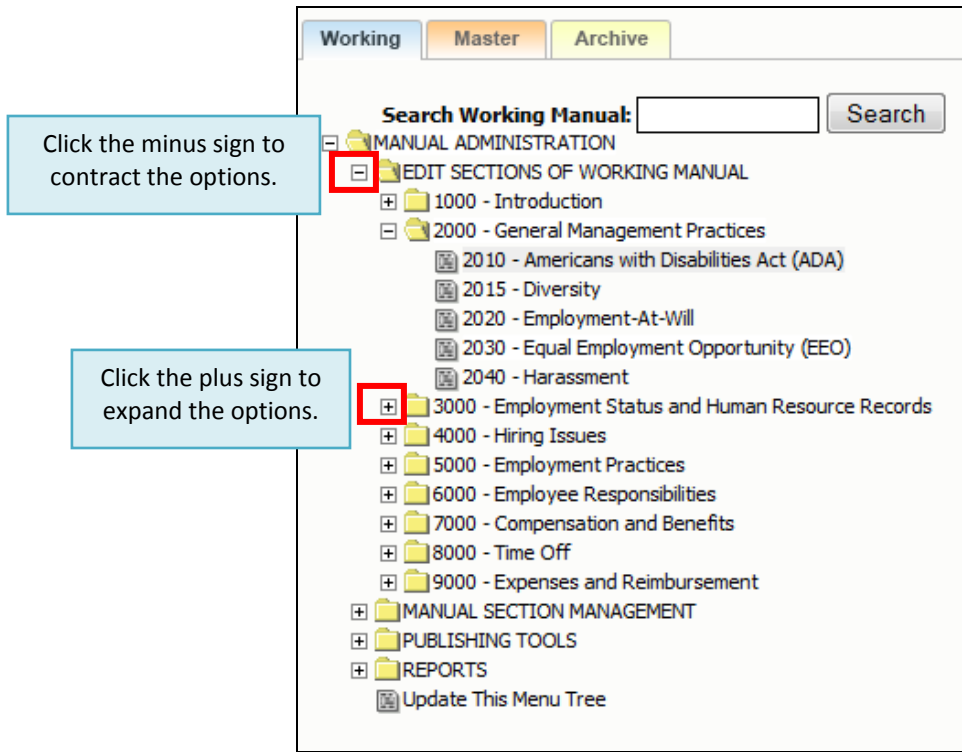 Working Master Archive
Search Working Manual: Search
Click the minus sign to
contract the options.
MANUAL ADMINISTRATION
EDIT SECTIONS OF WORKING MANUAL
1000 - Introduction
2000 - General Management Practices
2010 - Americans with Disabilities Act (ADA)
2015 - Diversity
2020 - Employment-At-Will
2030 - Equal Employment Opportunity (EEO)
2040 - Harassment
Click the plus sign to
expand the options.
3000 - Employment Status and Human Resource Records
4000 - Hiring Issues
5000 - Employment Practices
6000 - Employee Responsibilities
7000 - Compensation and Benefits
8000 - Time Off
9000 - Expenses and Reimbursement
MANUAL SECTION MANAGEMENT
PUBLISHING TOOLS
REPORTS
Update This Menu Tree